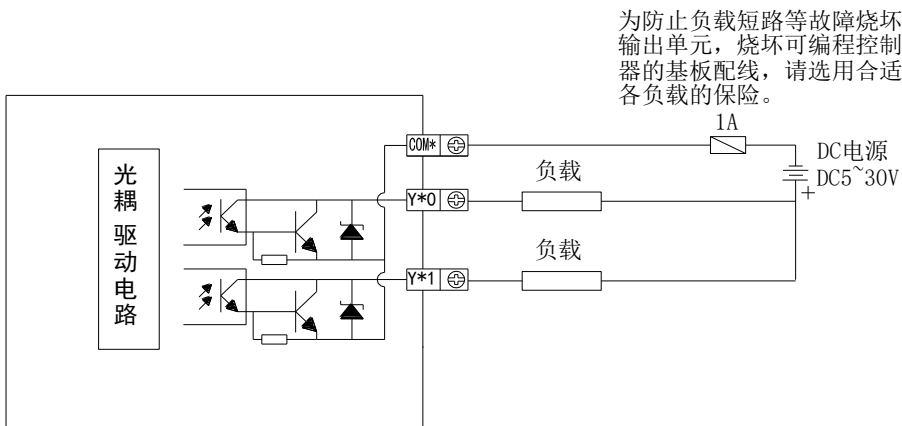 为防止负载短路等故障烧坏
输出单元，烧坏可编程控制
器的基板配线，请选用合适
各负载的保险。
1A
COM*
DC电源
DC5~30V
+
负载
Y*0
负载
Y*1
光耦驱动电路